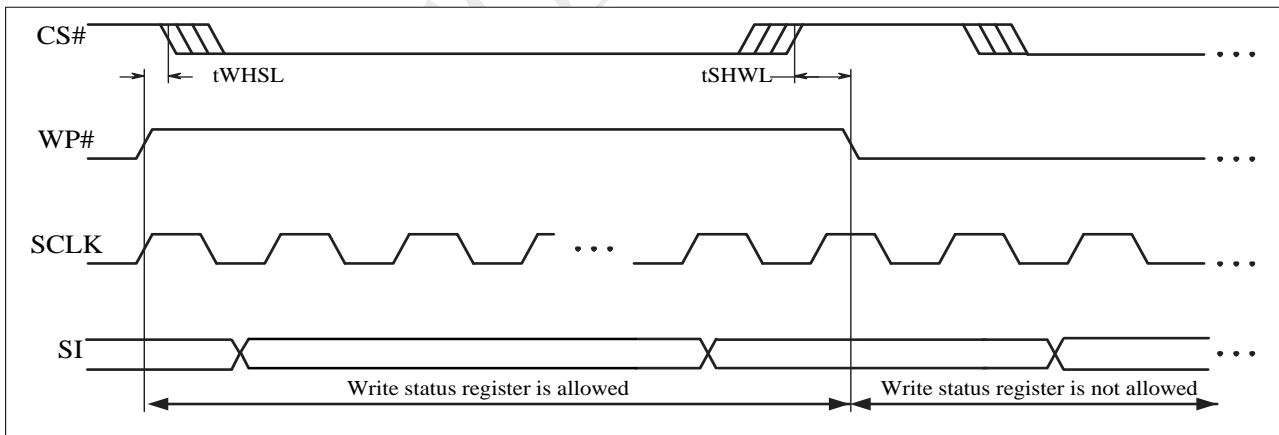 CS#
tWHSL
tSHWL
WP#
SCLK
SI
Write status register is allowed
Write status register is not allowed